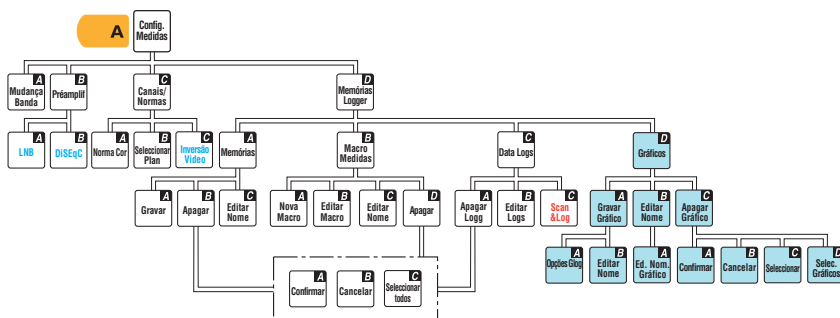 A
Config.
Medidas
A
Mudança
Banda
B
Préamplif
C
Canais/
Normas
D
Memórias
Logger
A
LNB
B
DiSEqC
A
Norma Cor
B
Seleccionar
Plan
C
Inversão
Video
A
Memórias
B
Macro
Medidas
C
Data Logs
D
Gráficos
A
Gravar
B
Apagar
C
Editar
Nome
A
Nova
Macro
B
Editar
Macro
C
Editar
Nome
D
Apagar
A
Apagar
Logg
B
Editar
Logs
C
Scan
&Log
A
Gravar
Gráfico
B
Editar
Nome
C
Apagar
Gráfico
A
Opções Glog
B
Editar
Nome
A
Ed. Nom.
Gráfico
A
Confirmar
B
Cancelar
C
Seleccionar
D
Selec.
Gráficos
A
Confirmar
B
Cancelar
C
Seleccionar
todos